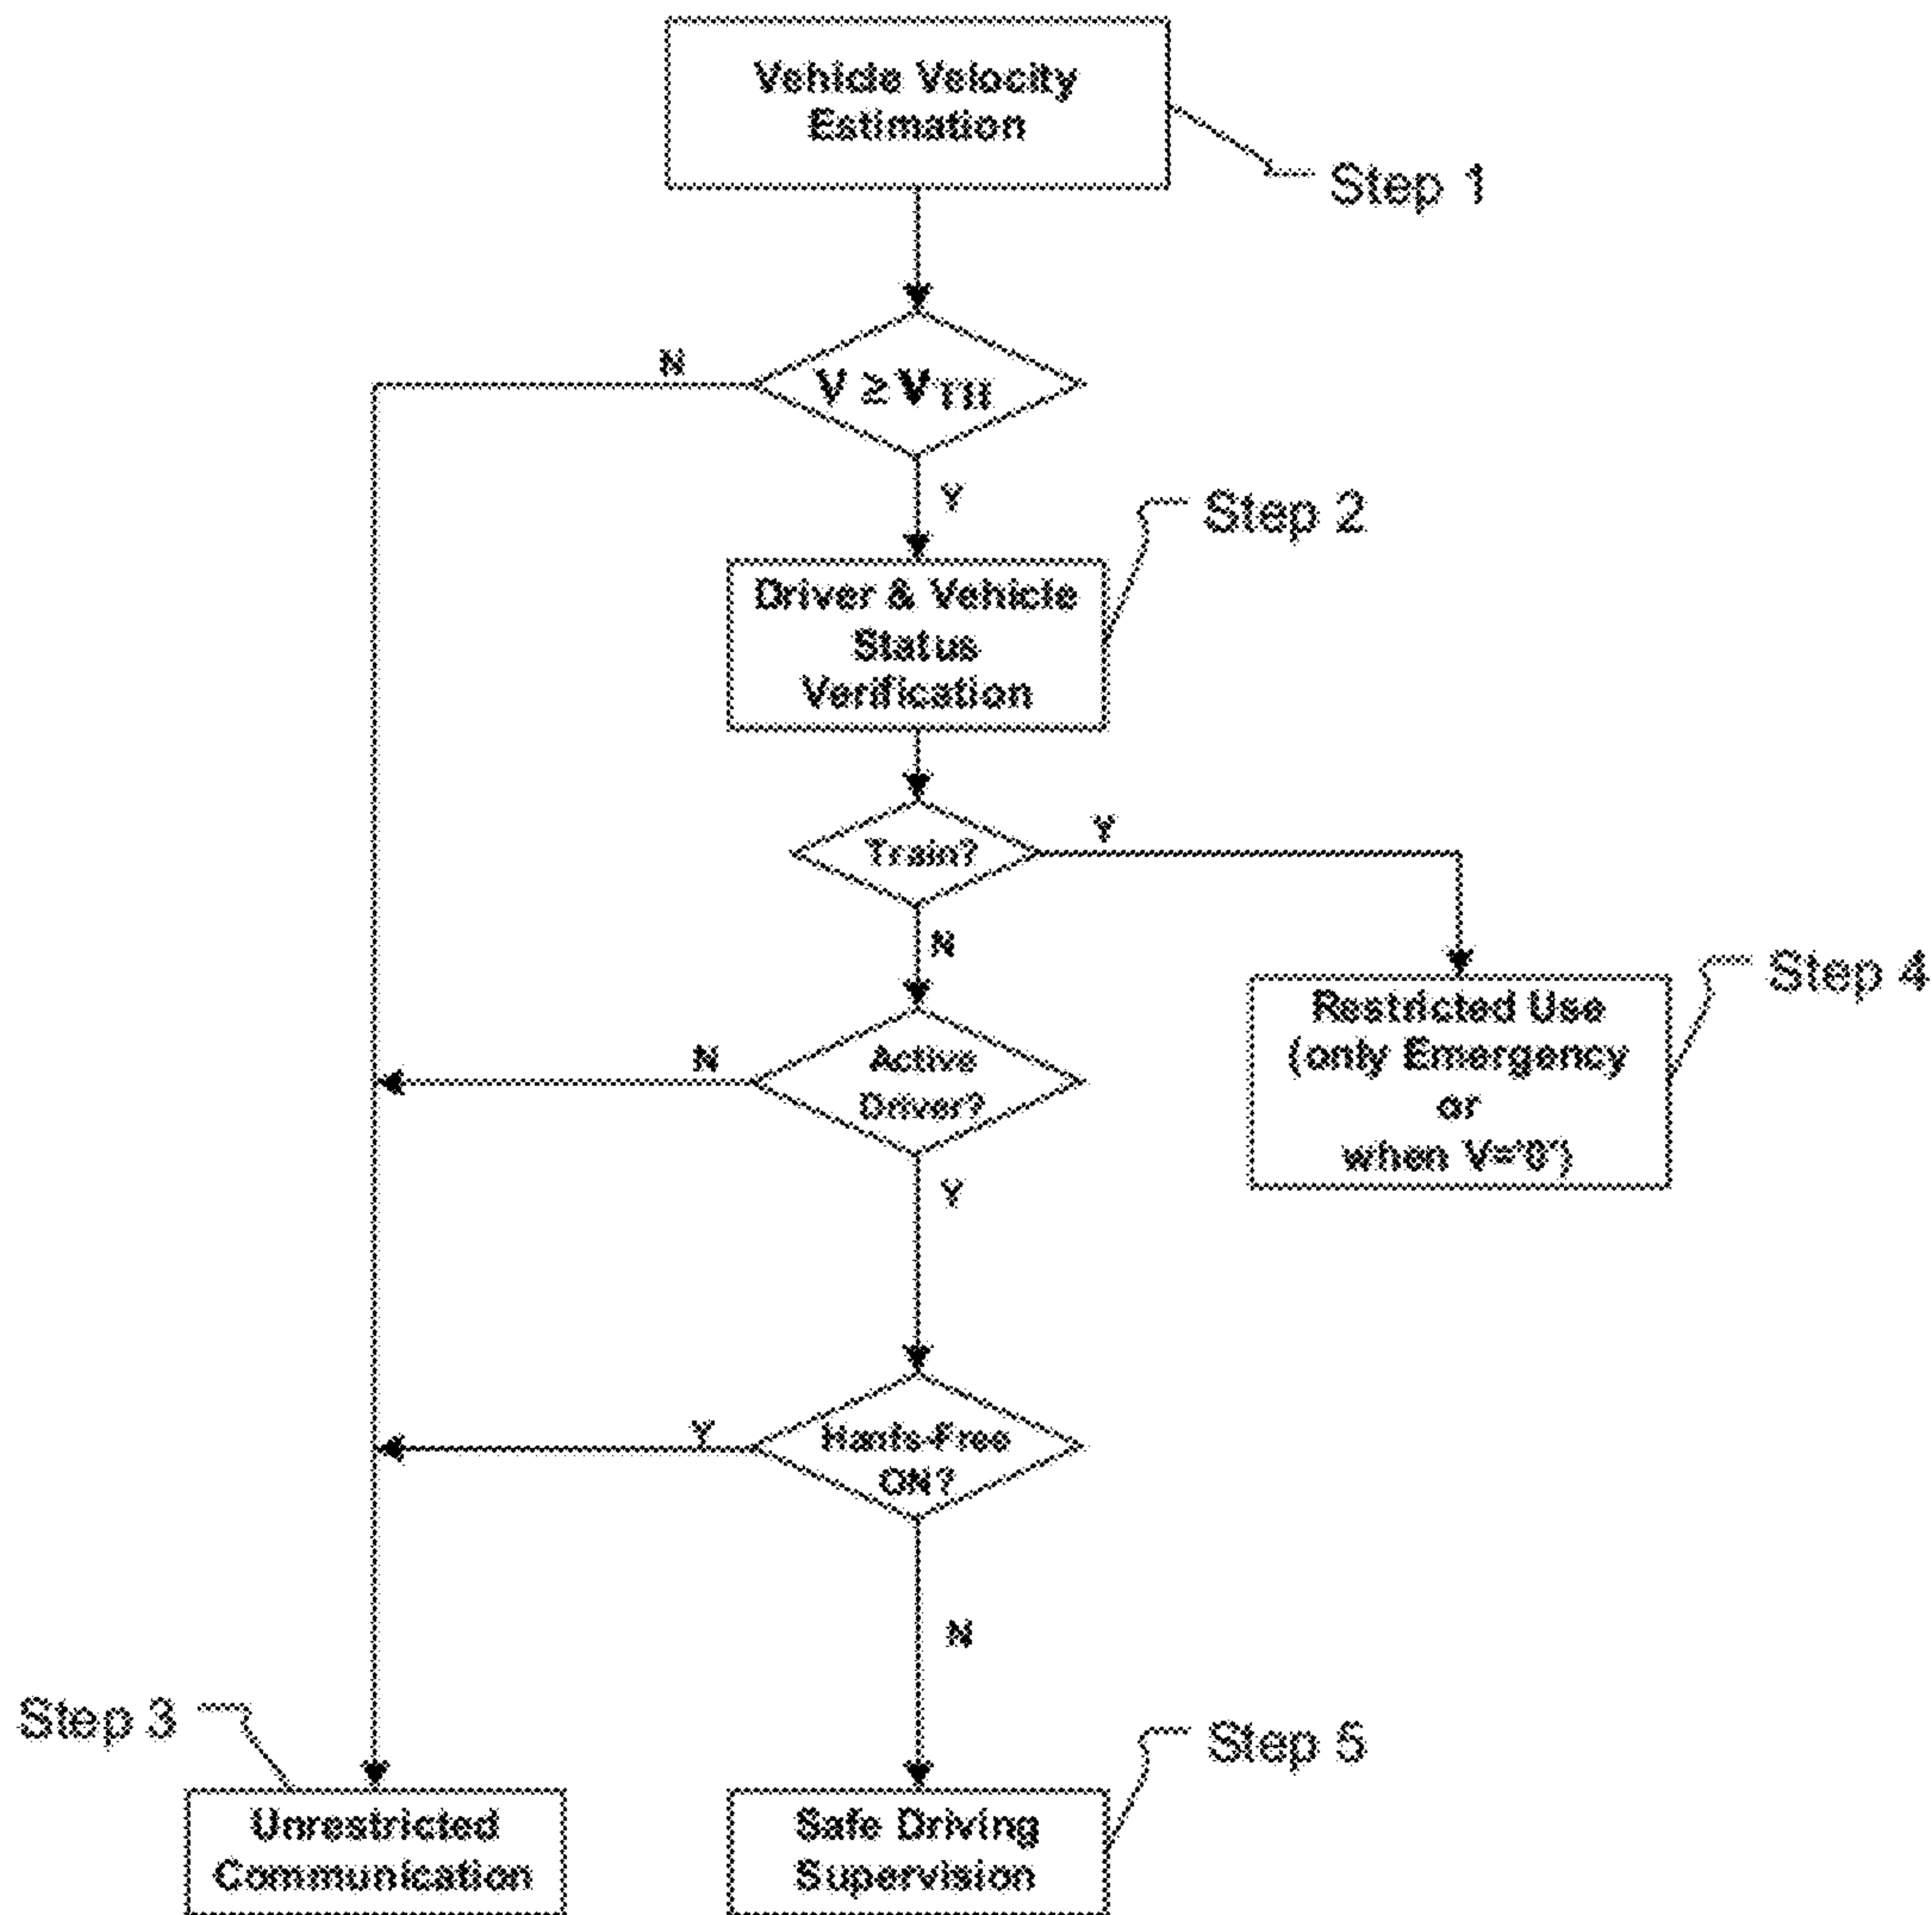 Vehicle Velocity
Estimation
Step 1
N
V ≥ VTH
Y
Step 2
Driver & Vehicle
Status
Verification
Train?
Y
N
Step 4
Restricted Use
(only Emergency
or
when V="0")
N
Active
Driver?
Y
Y
Hands-Free
ON?
N
Step 3
Step 5
Unrestricted
Communication
Safe Driving
Supervision